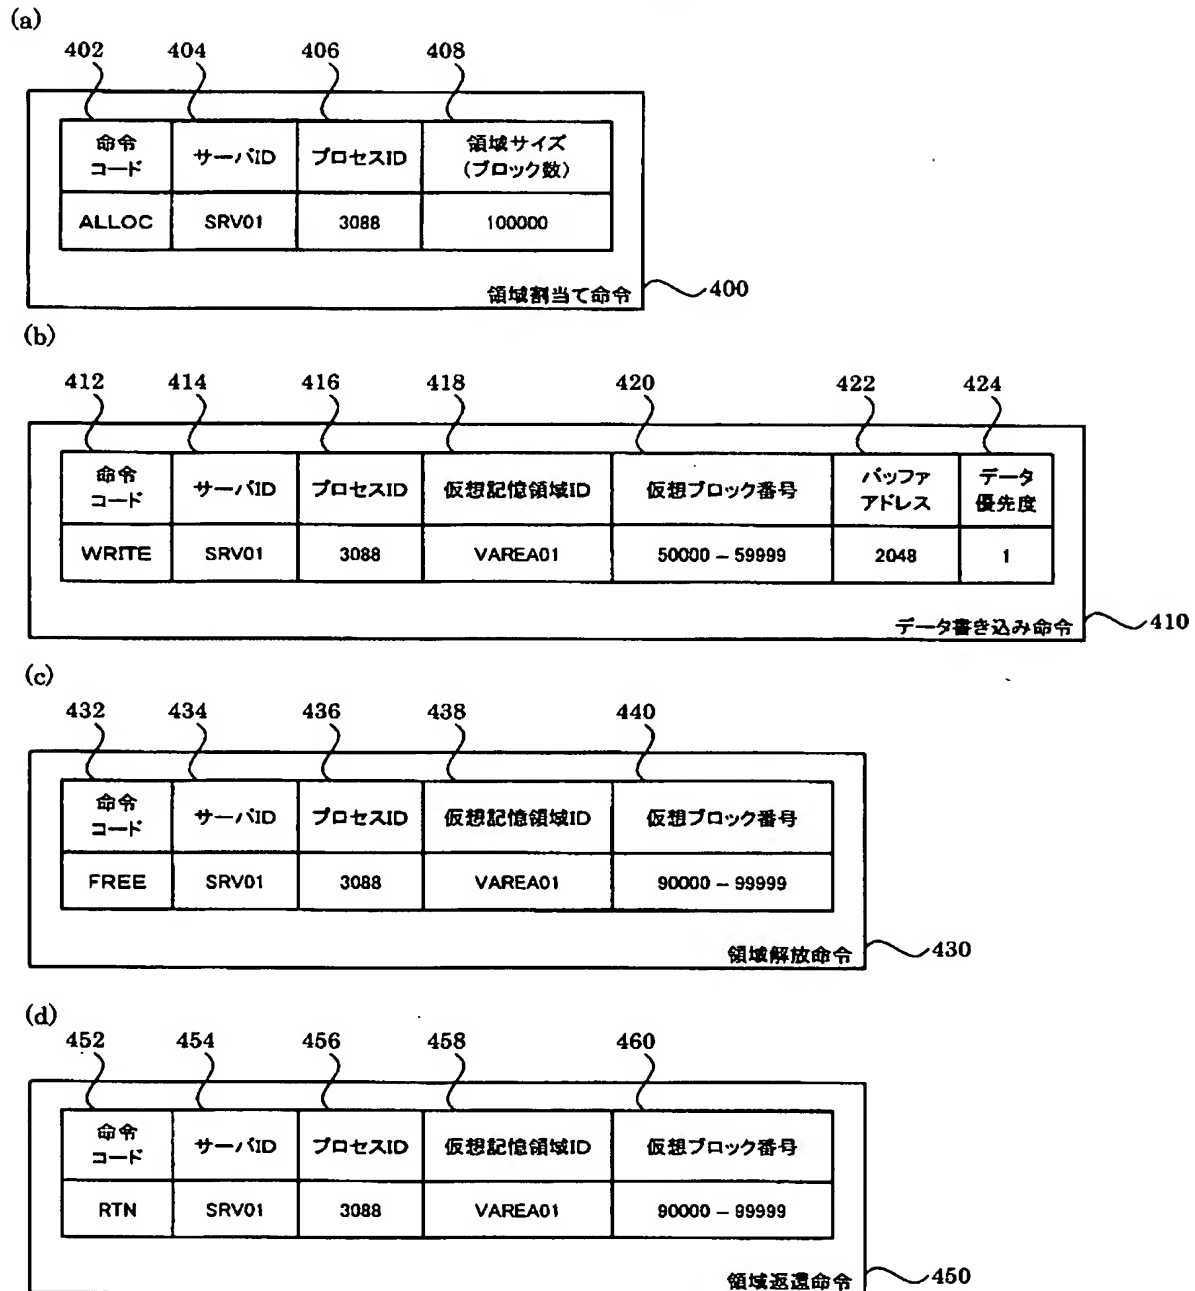 (a)
402 404 406 408
命令 コード サーバID プロセスID 領域サイズ (ブロック数)
ALLOC SRV01 3088 100000
領域割当て命令 400
(b)
412 414 416 418 420 422 424
命令 コード サーバID プロセスID 仮想記憶領域ID 仮想ブロック番号 バッファ アドレス データ 優先度
WRITE SRV01 3088 VAREA01 50000 – 59999 2048 1
データ書き込み命令 410
(c)
432 434 436 438 440
命令 コード サーバID プロセスID 仮想記憶領域ID 仮想ブロック番号
FREE SRV01 3088 VAREA01 90000 – 99999
領域解放命令 430
(d)
452 454 456 458 460
命令 コード サーバID プロセスID 仮想記憶領域ID 仮想ブロック番号
RTN SRV01 3088 VAREA01 90000 – 99999
領域返還命令 450